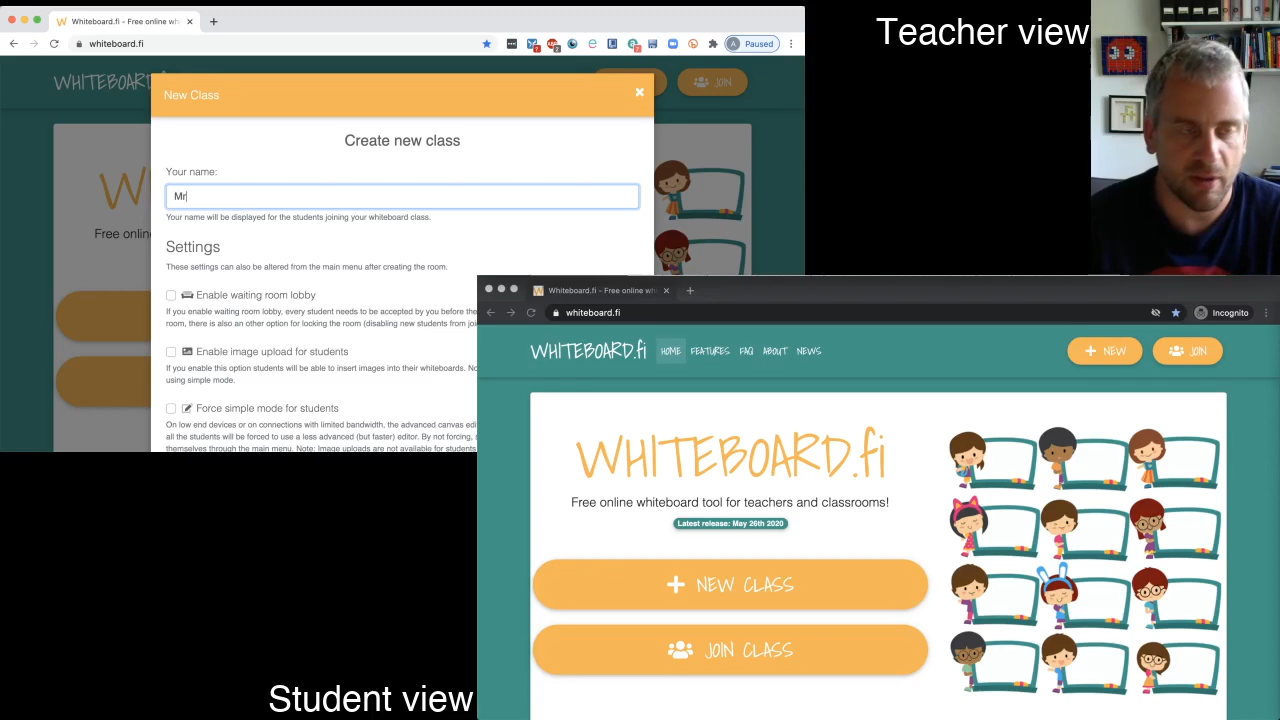 Whiteboard.fi - Free online wh
whiteboard.fi
Paused
Teacher view
WHITEBOARD
JOIN
New Class
Create new class
Your name:
Mr
Your name will be displayed for the students joining your whiteboard class.
Settings
These settings can also be altered from the main menu after creating the room.
Enable waiting room lobby
If you enable waiting room lobby, every student needs to be accepted by you before the
room, there is also an other option for locking the room (disabling new students from joi
Enable image upload for students
If you enable this option students will be able to insert images into their whiteboards. No
using simple mode.
Force simple mode for students
On low end devices or on connections with limited bandwidth, the advanced canvas edi
all the students will be forced to use a less advanced (but faster) editor. By not forcing,
themselves through the main menu. Note: Image uploads are not available for students
W
Free onlin
Whiteboard.fi - Free online wh
whiteboard.fi
Incognito
WHITEBOARD.fi
HOME
FEATURES
FAQ
ABOUT
NEWS
NEW
JOIN
WHITEBOARD.fi
Free online whiteboard tool for teachers and classrooms!
Latest release: May 26th 2020
NEW CLASS
JOIN CLASS
Student view